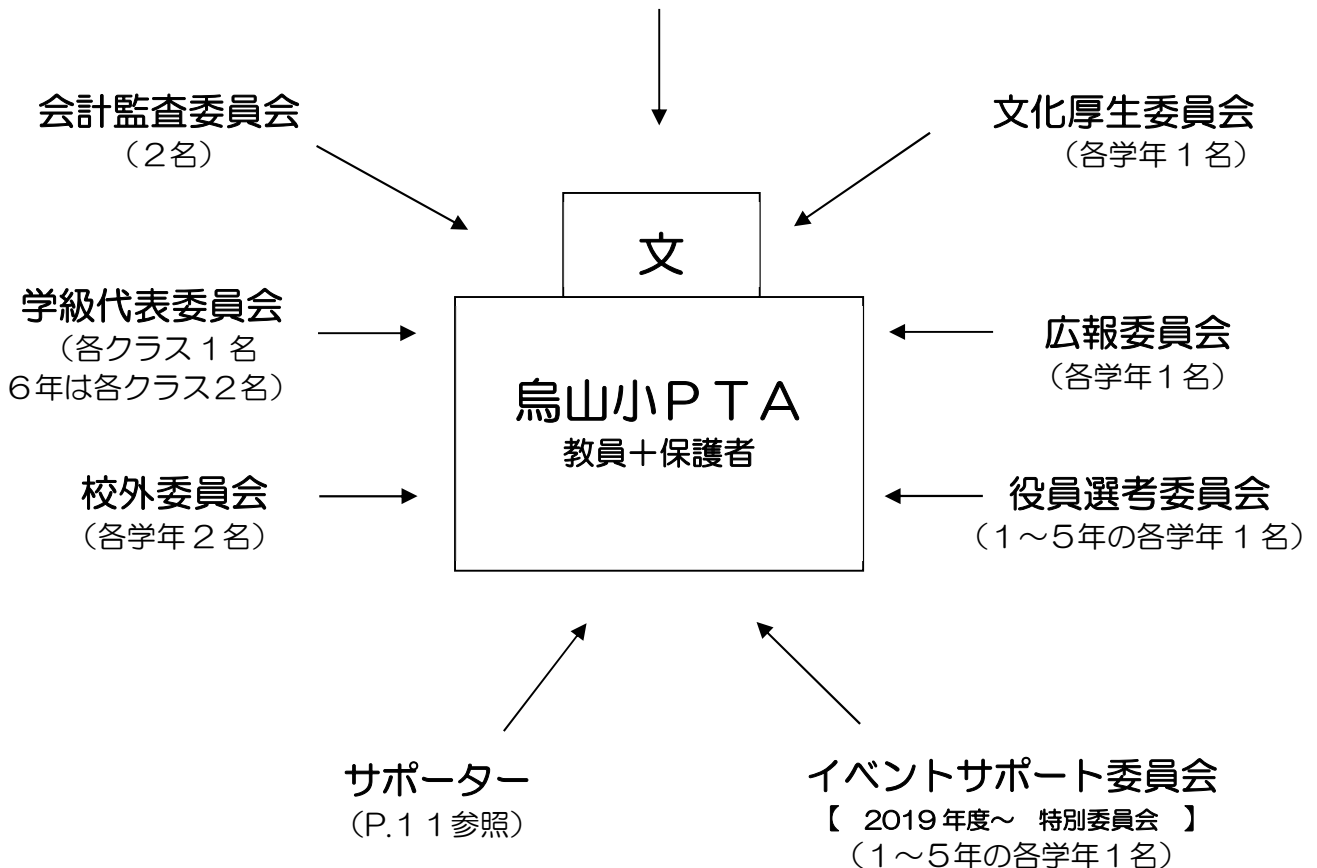 会計監査委員会
（２名）
文化厚生委員会
（各学年１名）
文
学級代表委員会
（各クラス１名
６年は各クラス２名）
広報委員会
（各学年１名）
烏山小ＰＴＡ
教員＋保護者
校外委員会
（各学年２名）
役員選考委員会
（１～５年の各学年１名）
サポーター
（P.１１参照）
イベントサポート委員会
【　2019年度～　特別委員会　】
（１～５年の各学年１名）